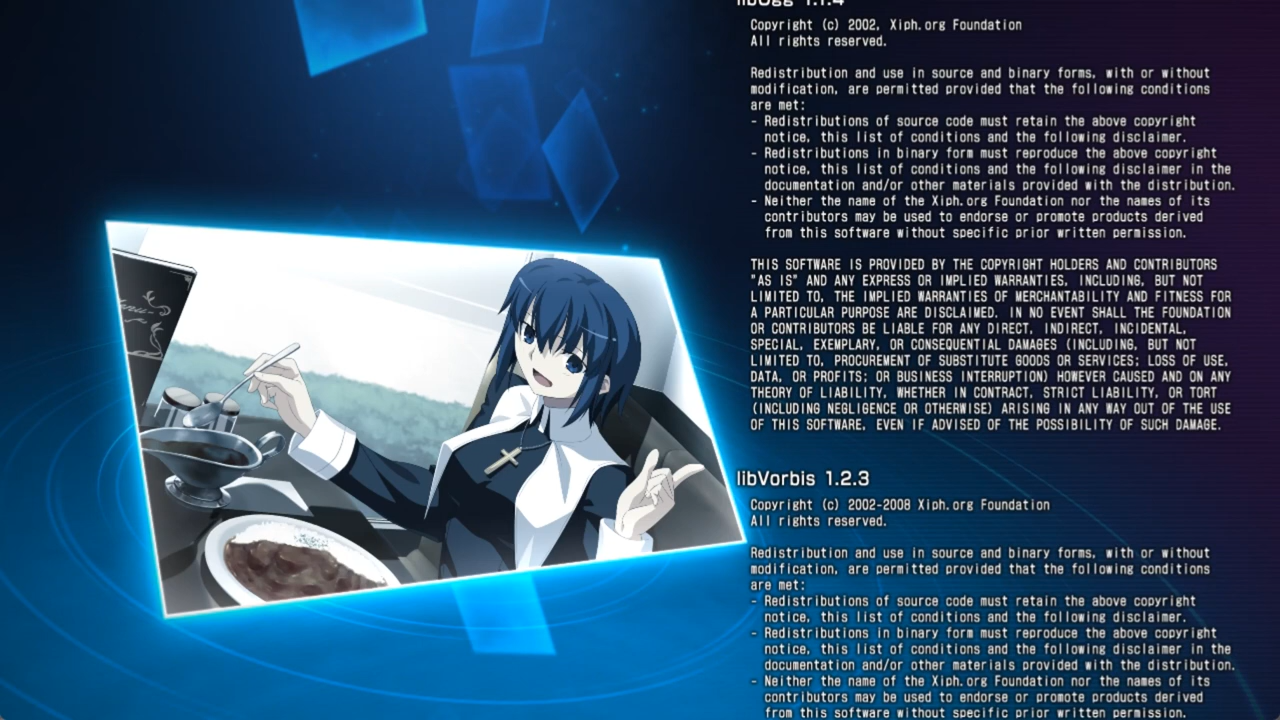 libOgg 1.1.4
Copyright (c) 2002, Xiph.org Foundation
All rights reserved.
Redistribution and use in source and binary forms, with or without
modification, are permitted provided that the following conditions
are met:
- Redistributions of source code must retain the above copyright
notice, this list of conditions and the following disclaimer.
- Redistributions in binary form must reproduce the above copyright
notice, this list of conditions and the following disclaimer in the
documentation and/or other materials provided with the distribution.
- Neither the name of the Xiph.org Foundation nor the names of its
contributors may be used to endorse or promote products derived
from this software without specific prior written permission.
THIS SOFTWARE IS PROVIDED BY THE COPYRIGHT HOLDERS AND CONTRIBUTORS
"AS IS" AND ANY EXPRESS OR IMPLIED WARRANTIES, INCLUDING, BUT NOT
LIMITED TO, THE IMPLIED WARRANTIES OF MERCHANTABILITY AND FITNESS FOR
A PARTICULAR PURPOSE ARE DISCLAIMED. IN NO EVENT SHALL THE FOUNDATION
OR CONTRIBUTORS BE LIABLE FOR ANY DIRECT, INDIRECT, INCIDENTAL,
SPECIAL, EXEMPLARY, OR CONSEQUENTIAL DAMAGES (INCLUDING, BUT NOT
LIMITED TO, PROCUREMENT OF SUBSTITUTE GOODS OR SERVICES; LOSS OF USE,
DATA, OR PROFITS; OR BUSINESS INTERRUPTION) HOWEVER CAUSED AND ON ANY
THEORY OF LIABILITY, WHETHER IN CONTRACT, STRICT LIABILITY, OR TORT
(INCLUDING NEGLIGENCE OR OTHERWISE) ARISING IN ANY WAY OUT OF THE USE
OF THIS SOFTWARE, EVEN IF ADVISED OF THE POSSIBILITY OF SUCH DAMAGE.
libVorbis 1.2.3
Copyright (c) 2002-2008 Xiph.org Foundation
All rights reserved.
Redistribution and use in source and binary forms, with or without
modification, are permitted provided that the following conditions
are met:
- Redistributions of source code must retain the above copyright
notice, this list of conditions and the following disclaimer.
- Redistributions in binary form must reproduce the above copyright
notice, this list of conditions and the following disclaimer in the
documentation and/or other materials provided with the distribution.
- Neither the name of the Xiph.org Foundation nor the names of its
contributors may be used to endorse or promote products derived
from this software without specific prior written permission.